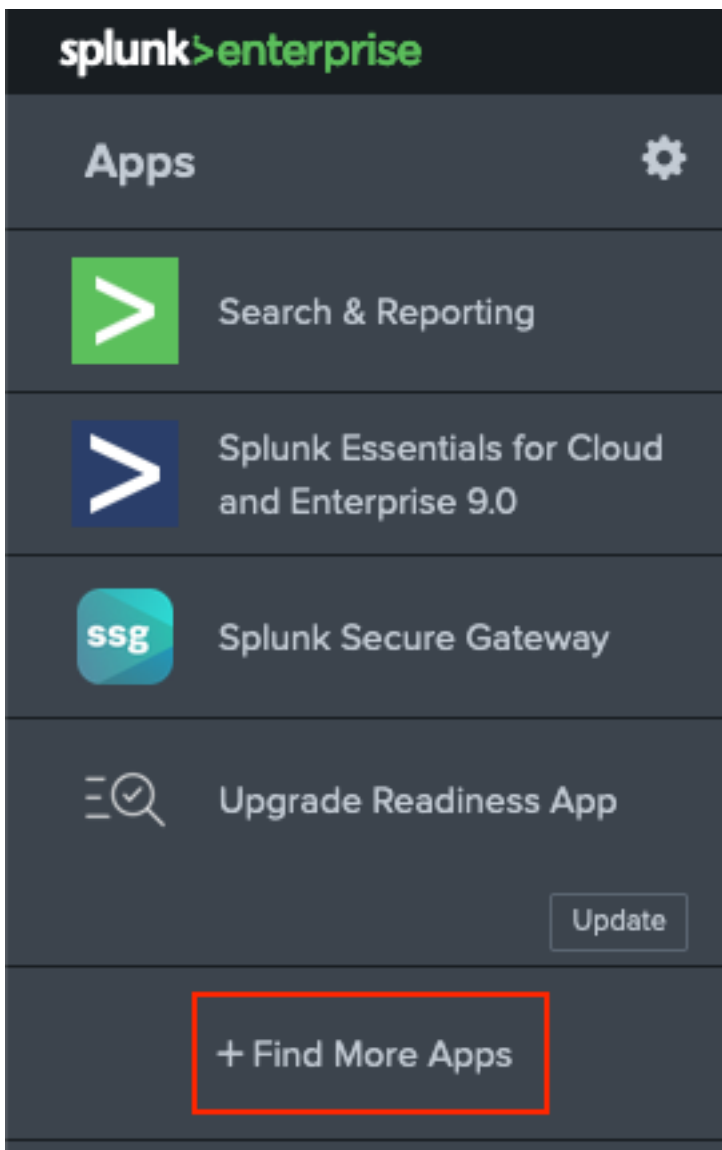 splunk>enterprise
Apps
>
Search & Reporting
>
Splunk Essentials for Cloud
and Enterprise 9.0
ssg
Splunk Secure Gateway
Upgrade Readiness App
Update
+ Find More Apps